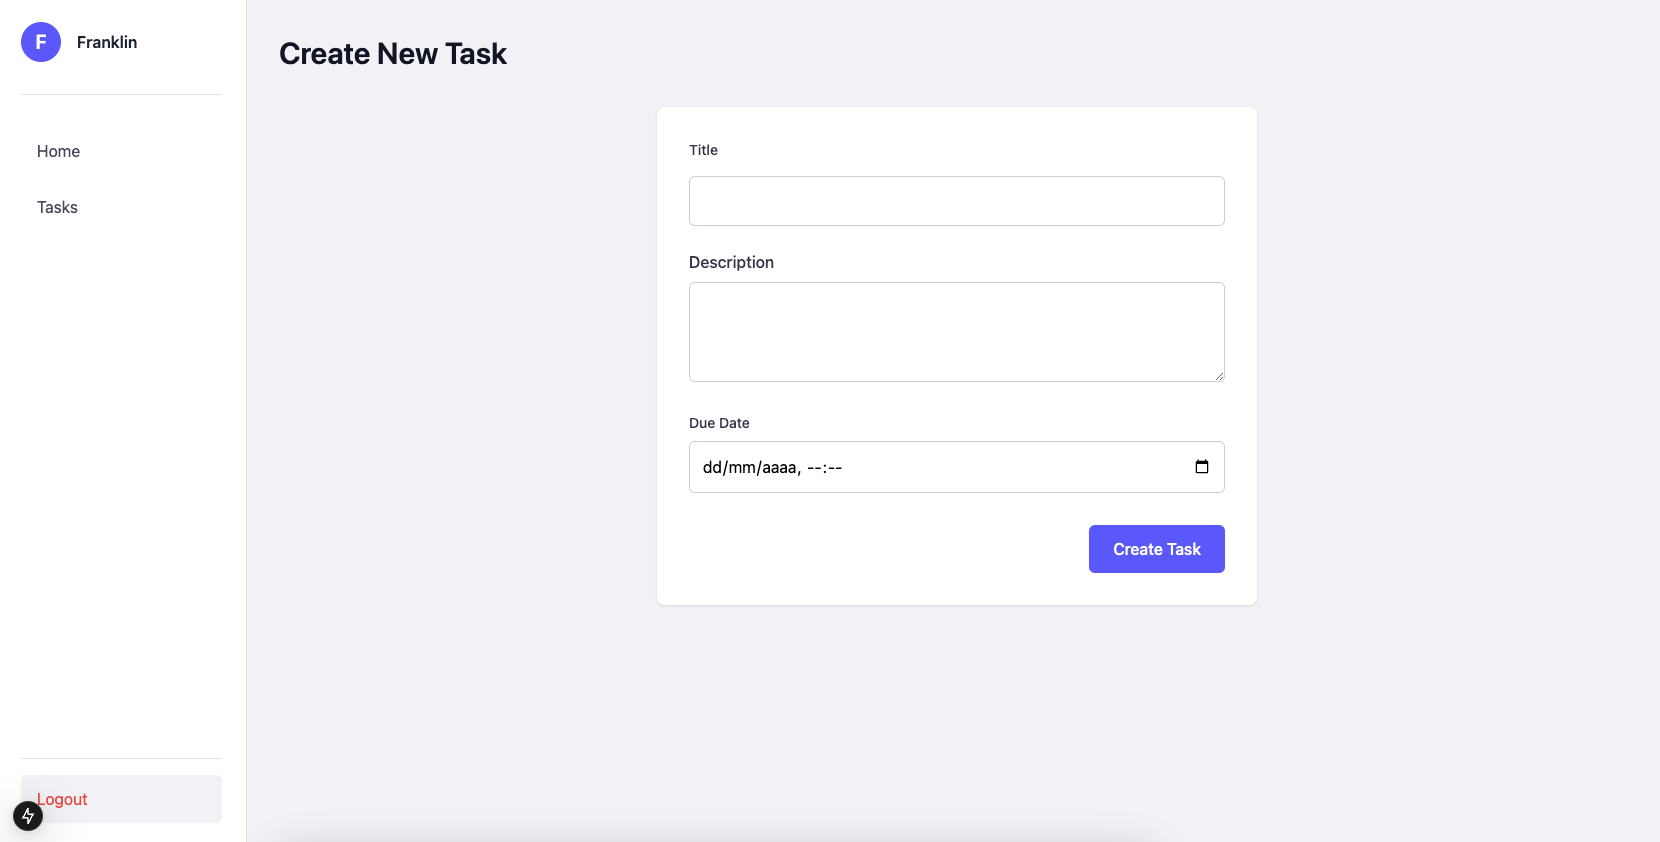 F
Franklin
Home
Tasks
Logout
Create New Task
Title
Description
Due Date
dd/mm/aaaa, --:--
Create Task